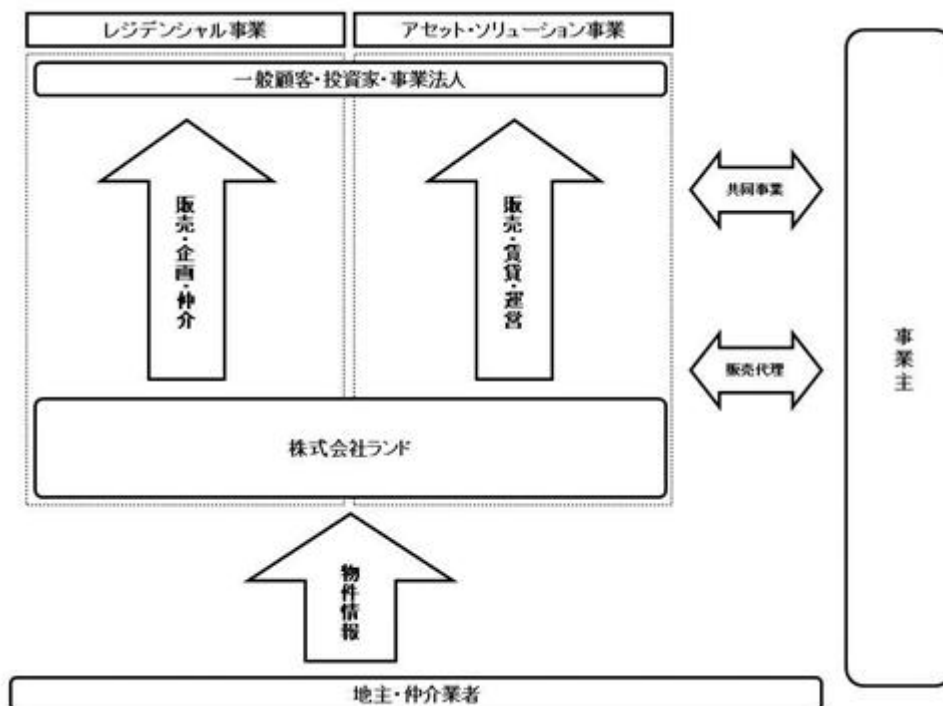 レジデンシャル事業
アセット・ソリューション事業
一般顧客・投資家・事業法人
販売・企画・仲介
販売・賃貸・運営
共同事業
販売代理
事業主
株式会社ランド
物件情報
地主・仲介業者